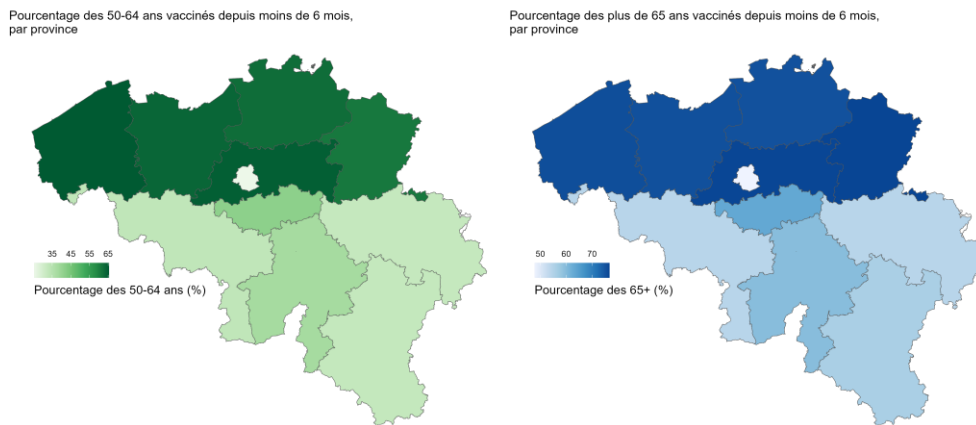 Pourcentage des 50-64 ans vaccinés depuis moins de 6 mois,
par province
35 45 55 65
Pourcentage des 50-64 ans (%)
Pourcentage des plus de 65 ans vaccinés depuis moins de 6 mois,
par province
50 60 70
Pourcentage des 65+ (%)